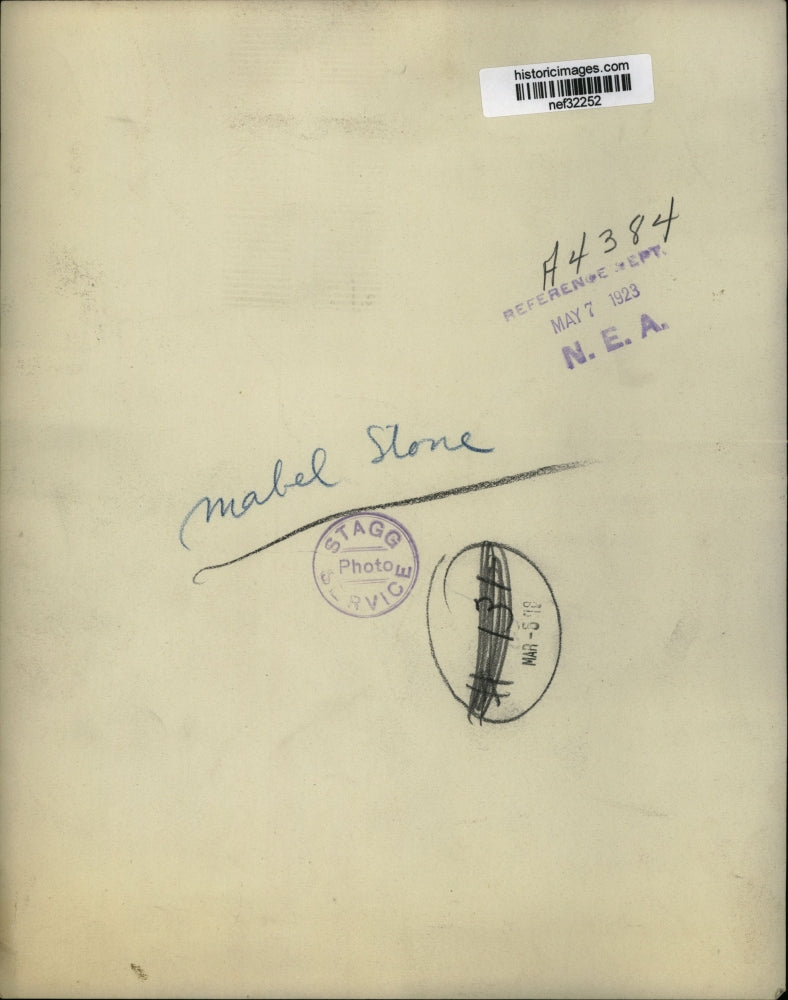 historicimages.com
nef32252
A4384
REFERENCE DEPT.
MAY 7 1923
N. E. A.
Mabel Stone
STAGG
Photo
SERVICE
MAR - 5